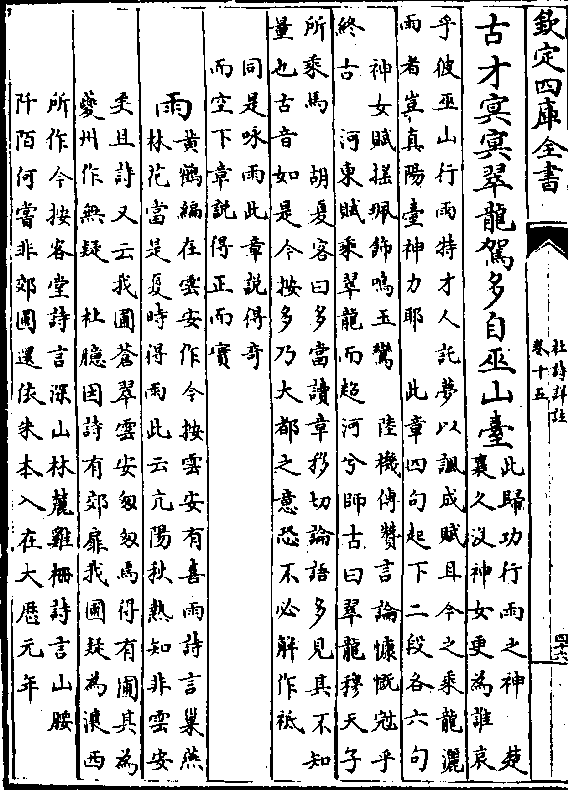 欽定四庫全書
杜詩詳註
卷十五
四十六
古才冥冥翠龍駕多自巫山臺
此歸功行雨之神 楚
襄久沒神女更為誰哀
乎彼巫山行雨特才人託夢以諷成賦耳今之乘龍灑
雨者豈真陽臺神力耶 此章四句起下二段各六句
神女賦揺珮飾鳴玉鸞 陸機傳贊言論慷慨冠乎
終古 河東賦乘翠龍而超河兮師古曰翠龍穆天子
所乘馬 胡夏客曰多當讀章移切論語多見其不知
量也古音如是今按多乃大都之意恐不必解作祗
同是咏雨此章說得奇
而空下章說得正而實
雨
黄鶴編在雲安作今按雲安有喜雨詩言巢燕
林花當是夏時得雨此云亢陽秋熱知非雲安
矣且詩又云我圃蒼翠雲安匆匆焉得有圃其為
夔州作無疑 杜臆因詩有郊扉我圃疑為瀼西
所作今按客堂詩言深山林麓雞柵詩言山腰
阡陌何嘗非郊圃還依朱本入在大歷元年